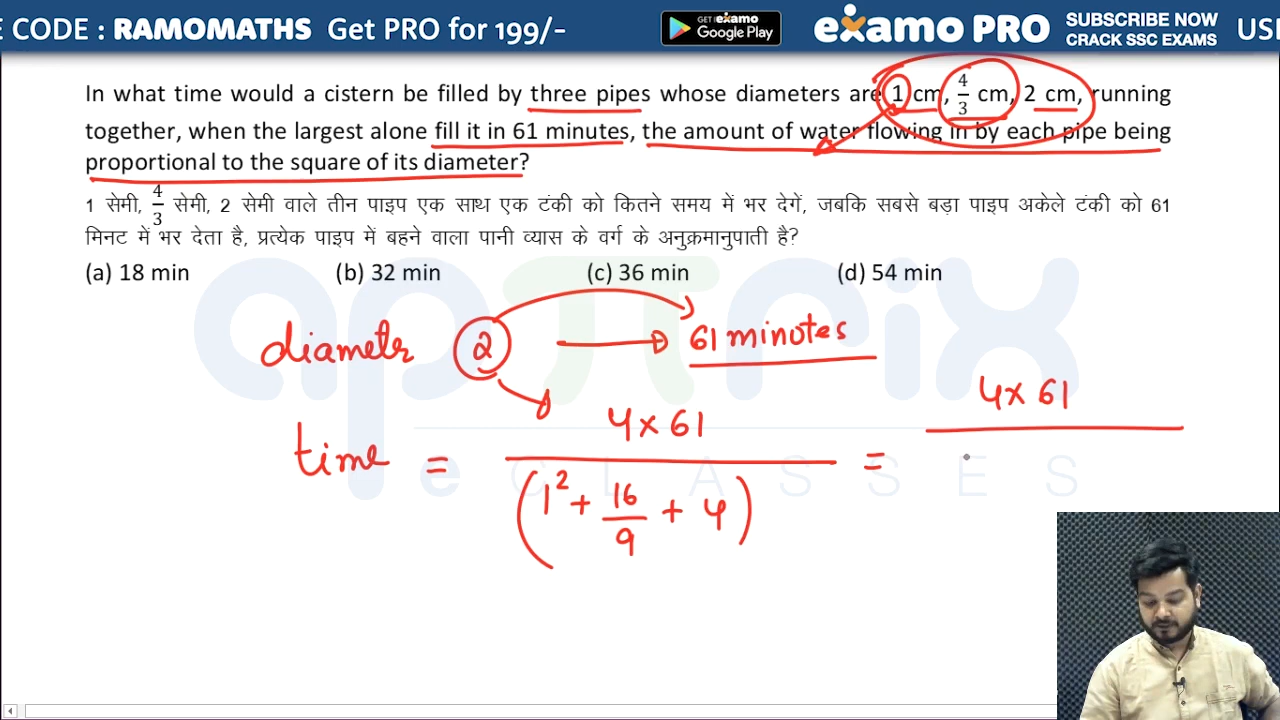 E CODE : RAMOMATHS Get PRO for 199/-
GET IT examo
Google Play
examo PRO
SUBSCRIBE NOW
CRACK SSC EXAMS
USE
In what time would a cistern be filled by three pipes whose diameters are 1 cm, 4/3 cm, 2 cm, running
together, when the largest alone fill it in 61 minutes, the amount of water flowing in by each pipe being
proportional to the square of its diameter?
1 सेमी, 4/3 सेमी, 2 सेमी वाले तीन पाइप एक साथ एक टंकी को कितने समय में भर देगें, जबकि सबसे बड़ा पाइप अकेले टंकी को 61
मिनट में भर देता है, प्रत्येक पाइप में बहने वाला पानी व्यास के वर्ग के अनुक्रमानुपाती है?
(a) 18 min (b) 32 min (c) 36 min (d) 54 min
diameter 2 → 61 minutes
time = 4 x 61 / (1² + 16/9 + 4) = 4 x 61
eCLASSES